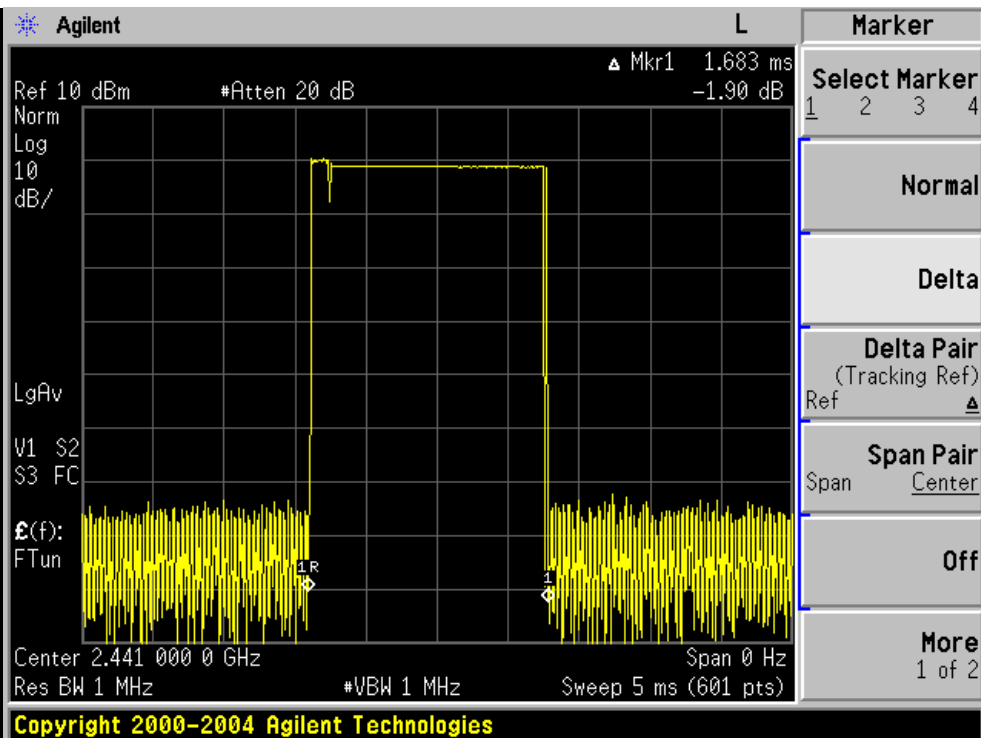 Agilent L Marker
Δ Mkr1 1.683 ms
Ref 10 dBm #Atten 20 dB -1.90 dB
Norm
Log
10
dB/
LgAv
V1 S2
S3 FC
£(f):
FTun
1R
1
Center 2.441 000 0 GHz Span 0 Hz
Res BW 1 MHz #VBW 1 MHz Sweep 5 ms (601 pts)
Copyright 2000-2004 Agilent Technologies
Select Marker
1 2 3 4
Normal
Delta
Delta Pair
(Tracking Ref)
Ref Δ
Span Pair
Span Center
Off
More
1 of 2